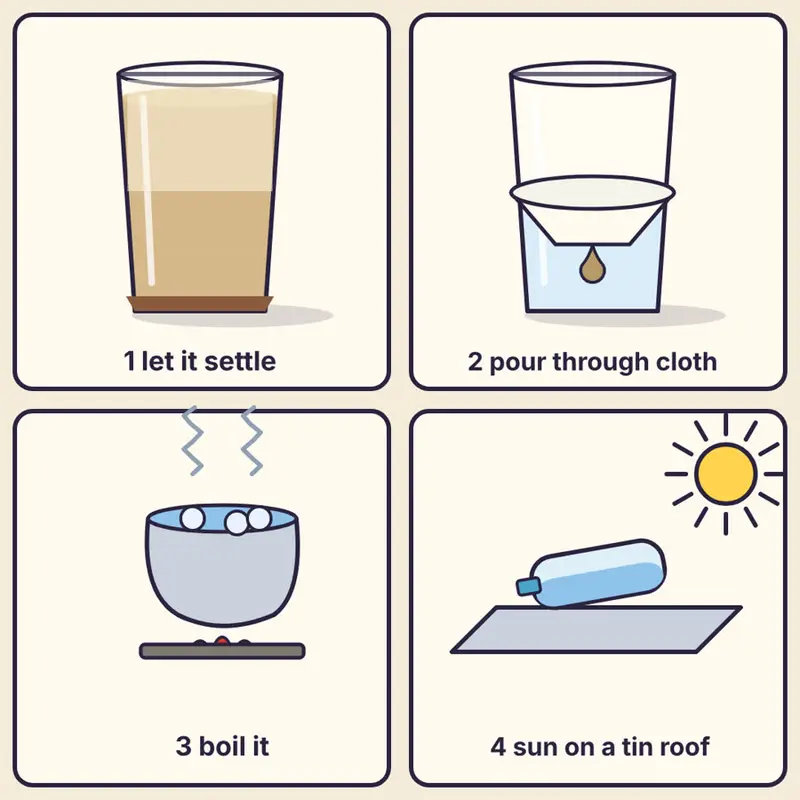 1 let it settle
2 pour through cloth
3 boil it
4 sun on a tin roof